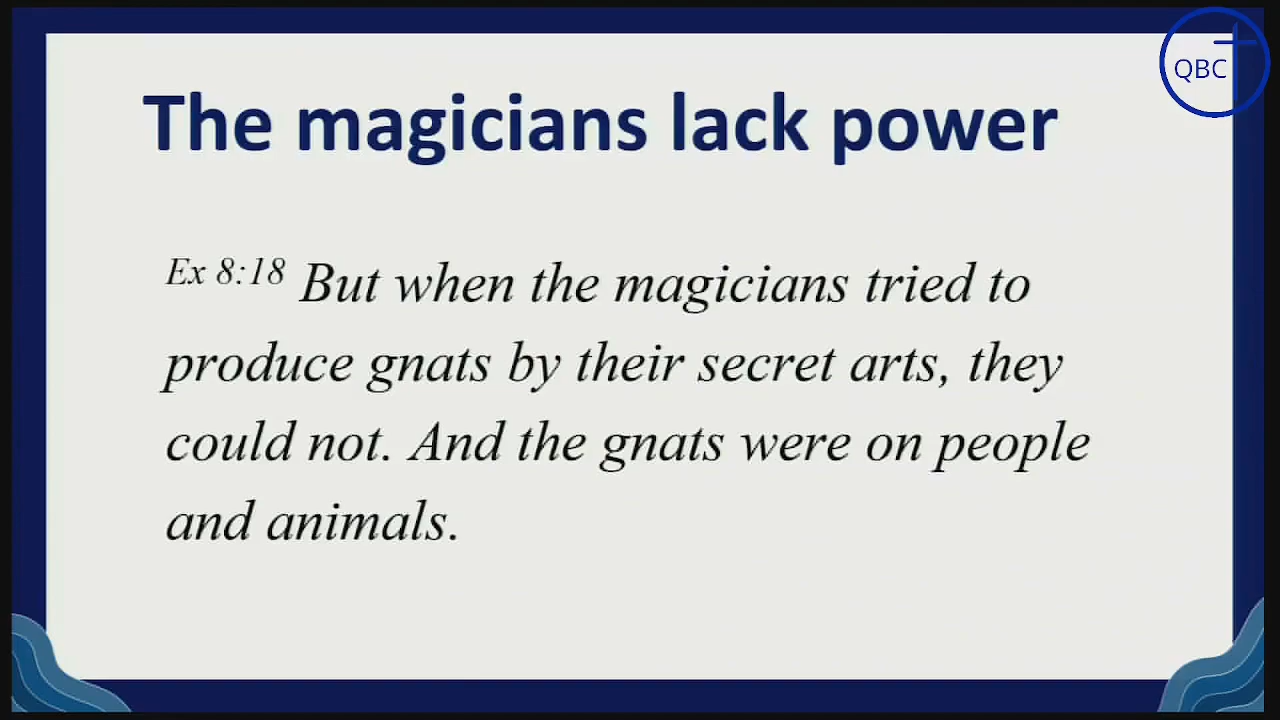 QBC
The magicians lack power
Ex 8:18 But when the magicians tried to
produce gnats by their secret arts, they
could not. And the gnats were on people
and animals.